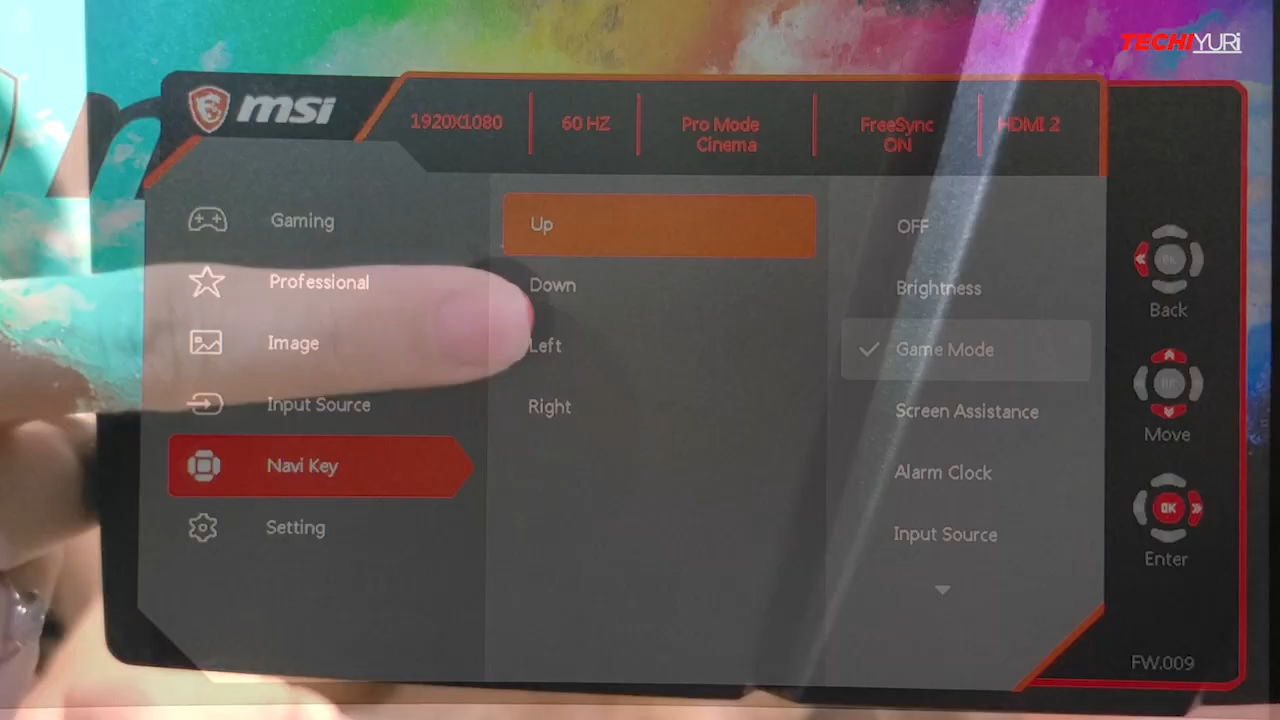 TECHIYURi
msi
1920X1080
60 HZ
Pro Mode
Cinema
FreeSync
ON
HDMI 2
Gaming
Professional
Image
Input Source
Navi Key
Setting
Up
Down
Left
Right
OFF
Brightness
Game Mode
Screen Assistance
Alarm Clock
Input Source
Back
Move
OK
Enter
FW.009